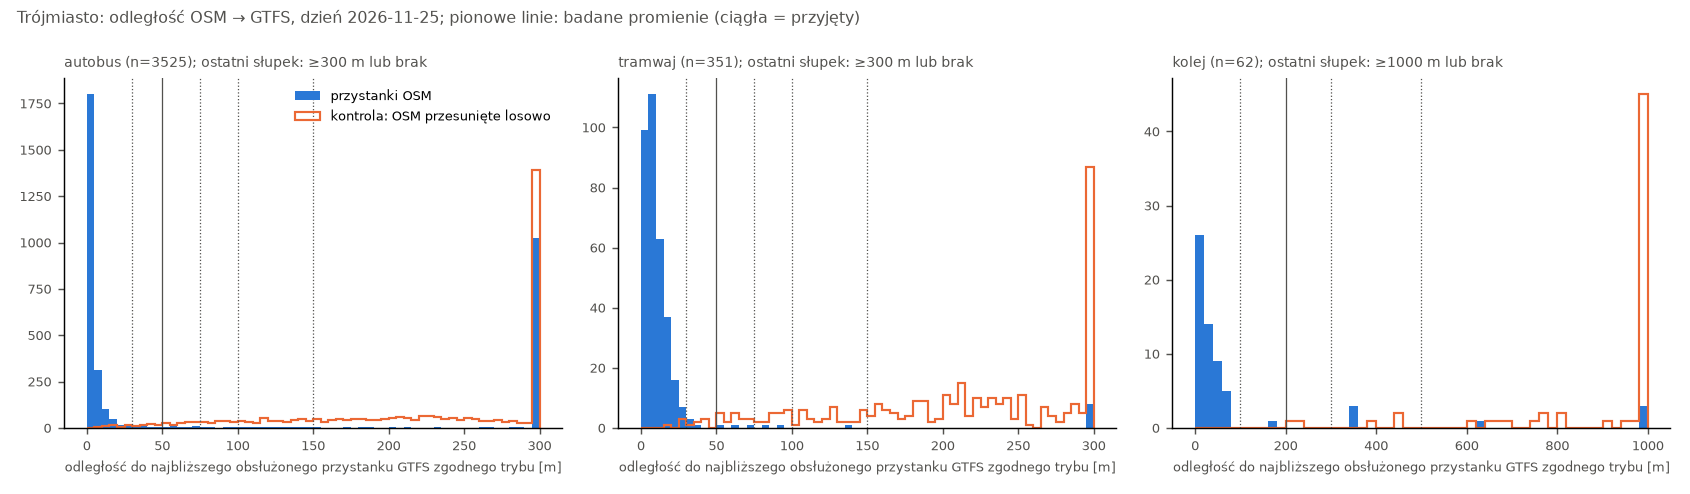 Trójmiasto: odległość OSM → GTFS, dzień 2026-11-25; pionowe linie: badane promienie (ciągła = przyjęty)
autobus (n=3525); ostatni słupek: ≥300 m lub brak
przystanki OSM
kontrola: OSM przesunięte losowo
1750
1500
1250
1000
750
500
250
0
0 50 100 150 200 250 300
odległość do najbliższego obsłużonego przystanku GTFS zgodnego trybu [m]
tramwaj (n=351); ostatni słupek: ≥300 m lub brak
100
80
60
40
20
0
0 50 100 150 200 250 300
odległość do najbliższego obsłużonego przystanku GTFS zgodnego trybu [m]
kolej (n=62); ostatni słupek: ≥1000 m lub brak
40
30
20
10
0
0 200 400 600 800 1000
odległość do najbliższego obsłużonego przystanku GTFS zgodnego trybu [m]